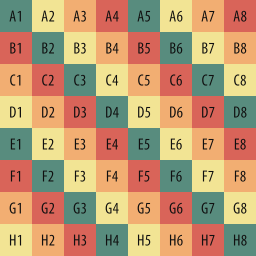 A1 A2 A3 A4 A5 A6 A7 A8
B1 B2 B3 B4 B5 B6 B7 B8
C1 C2 C3 C4 C5 C6 C7 C8
D1 D2 D3 D4 D5 D6 D7 D8
E1 E2 E3 E4 E5 E6 E7 E8
F1 F2 F3 F4 F5 F6 F7 F8
G1 G2 G3 G4 G5 G6 G7 G8
H1 H2 H3 H4 H5 H6 H7 H8